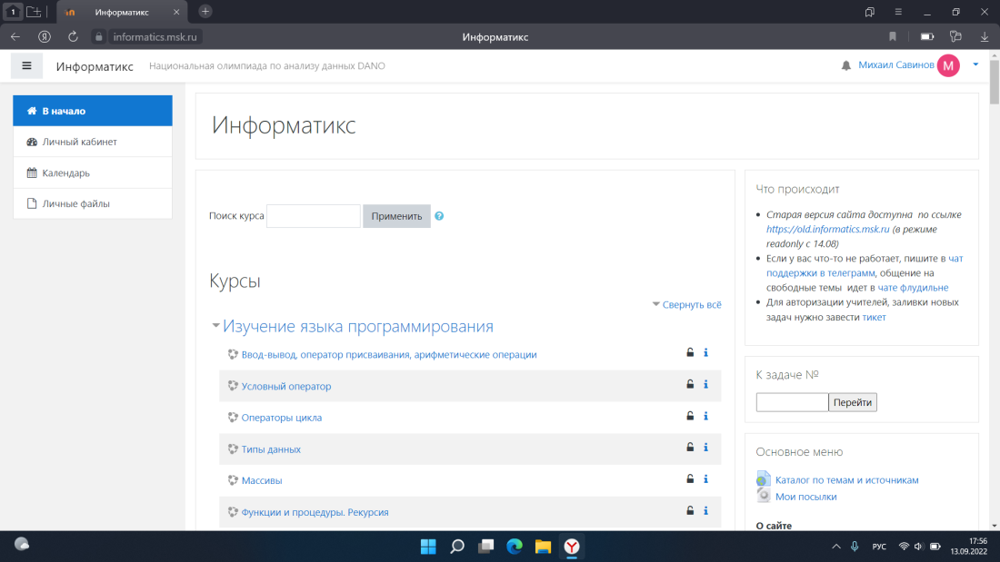 1
Информатикс
informatics.msk.ru
Информатикс
Информатикс
Национальная олимпиада по анализу данных DANO
Михаил Савинов
М
В начало
Личный кабинет
Календарь
Личные файлы
Информатикс
Поиск курса
Применить
Курсы
Свернуть всё
Изучение языка программирования
Ввод-вывод, оператор присваивания, арифметические операции
Условный оператор
Операторы цикла
Типы данных
Массивы
Функции и процедуры. Рекурсия
Что происходит
Старая версия сайта доступна по ссылке
https://old.informatics.msk.ru (в режиме
readonly с 14.08)
Если у вас что-то не работает, пишите в чат
поддержки в телеграмм, общение на
свободные темы идет в чате флудильне
Для авторизации учителей, заливки новых
задач нужно завести тикет
К задаче №
Перейти
Основное меню
Каталог по темам и источникам
Мои посылки
О сайте
РУС
17:56
13.09.2022